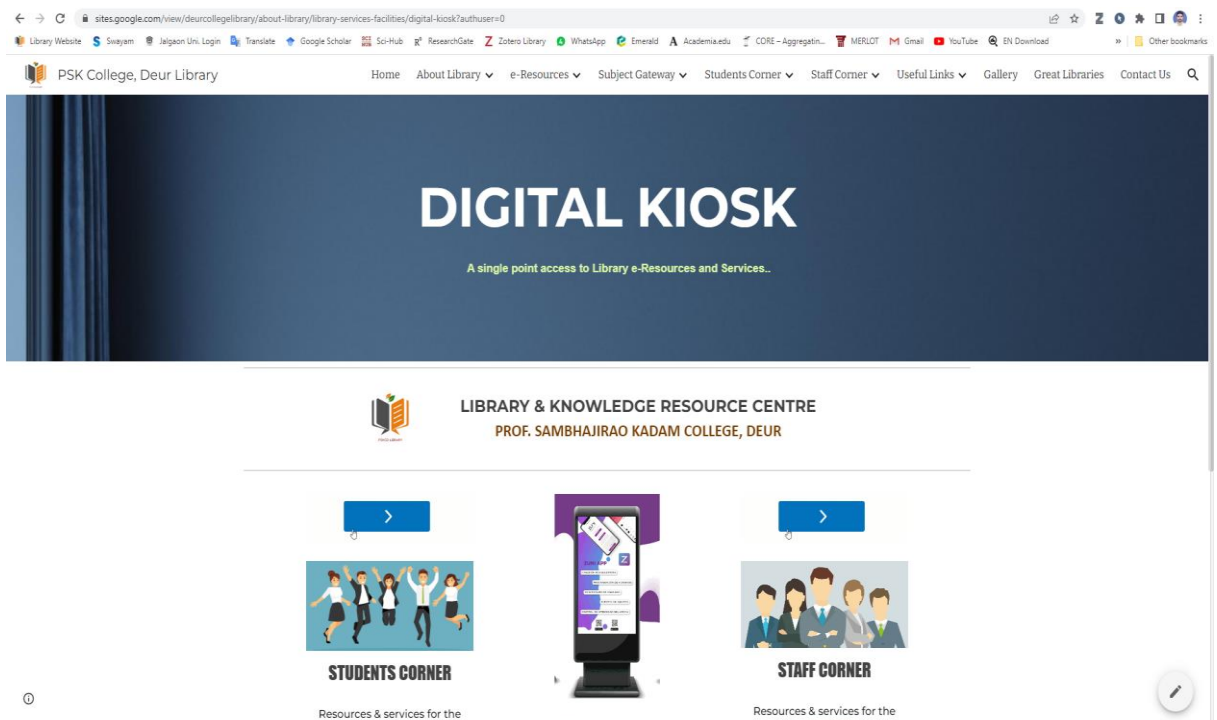 sites.google.com/view/deurcollegelibrary/about-library/library-services-facilities/digital-kiosk?authuser=0
Library Website Swayam Jalgaon Uni. Login Translate Google Scholar Sci-Hub ResearchGate Zotero Library WhatsApp Emerald Academia.edu CORE – Aggregatin... MERLOT Gmail YouTube EN Download » Other bookmarks
PSK College, Deur Library Home About Library e-Resources Subject Gateway Students Corner Staff Corner Useful Links Gallery Great Libraries Contact Us
DIGITAL KIOSK
A single point access to Library e-Resources and Services..
LIBRARY & KNOWLEDGE RESOURCE CENTRE
PROF. SAMBHAJIRAO KADAM COLLEGE, DEUR
STUDENTS CORNER
STAFF CORNER
Resources & services for the
Resources & services for the